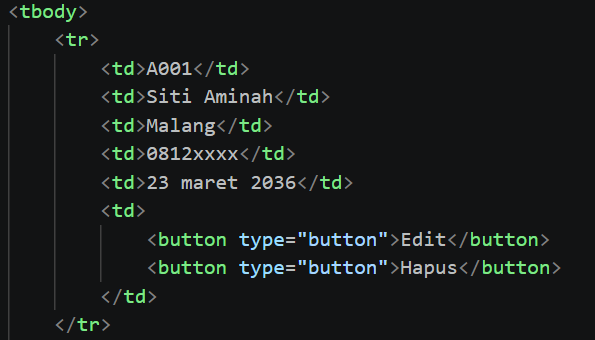 <tbody>
<tr>
<td>A001</td>
<td>Siti Aminah</td>
<td>Malang</td>
<td>0812xxxx</td>
<td>23 maret 2036</td>
<td>
<button type="button">Edit</button>
<button type="button">Hapus</button>
</td>
</tr>